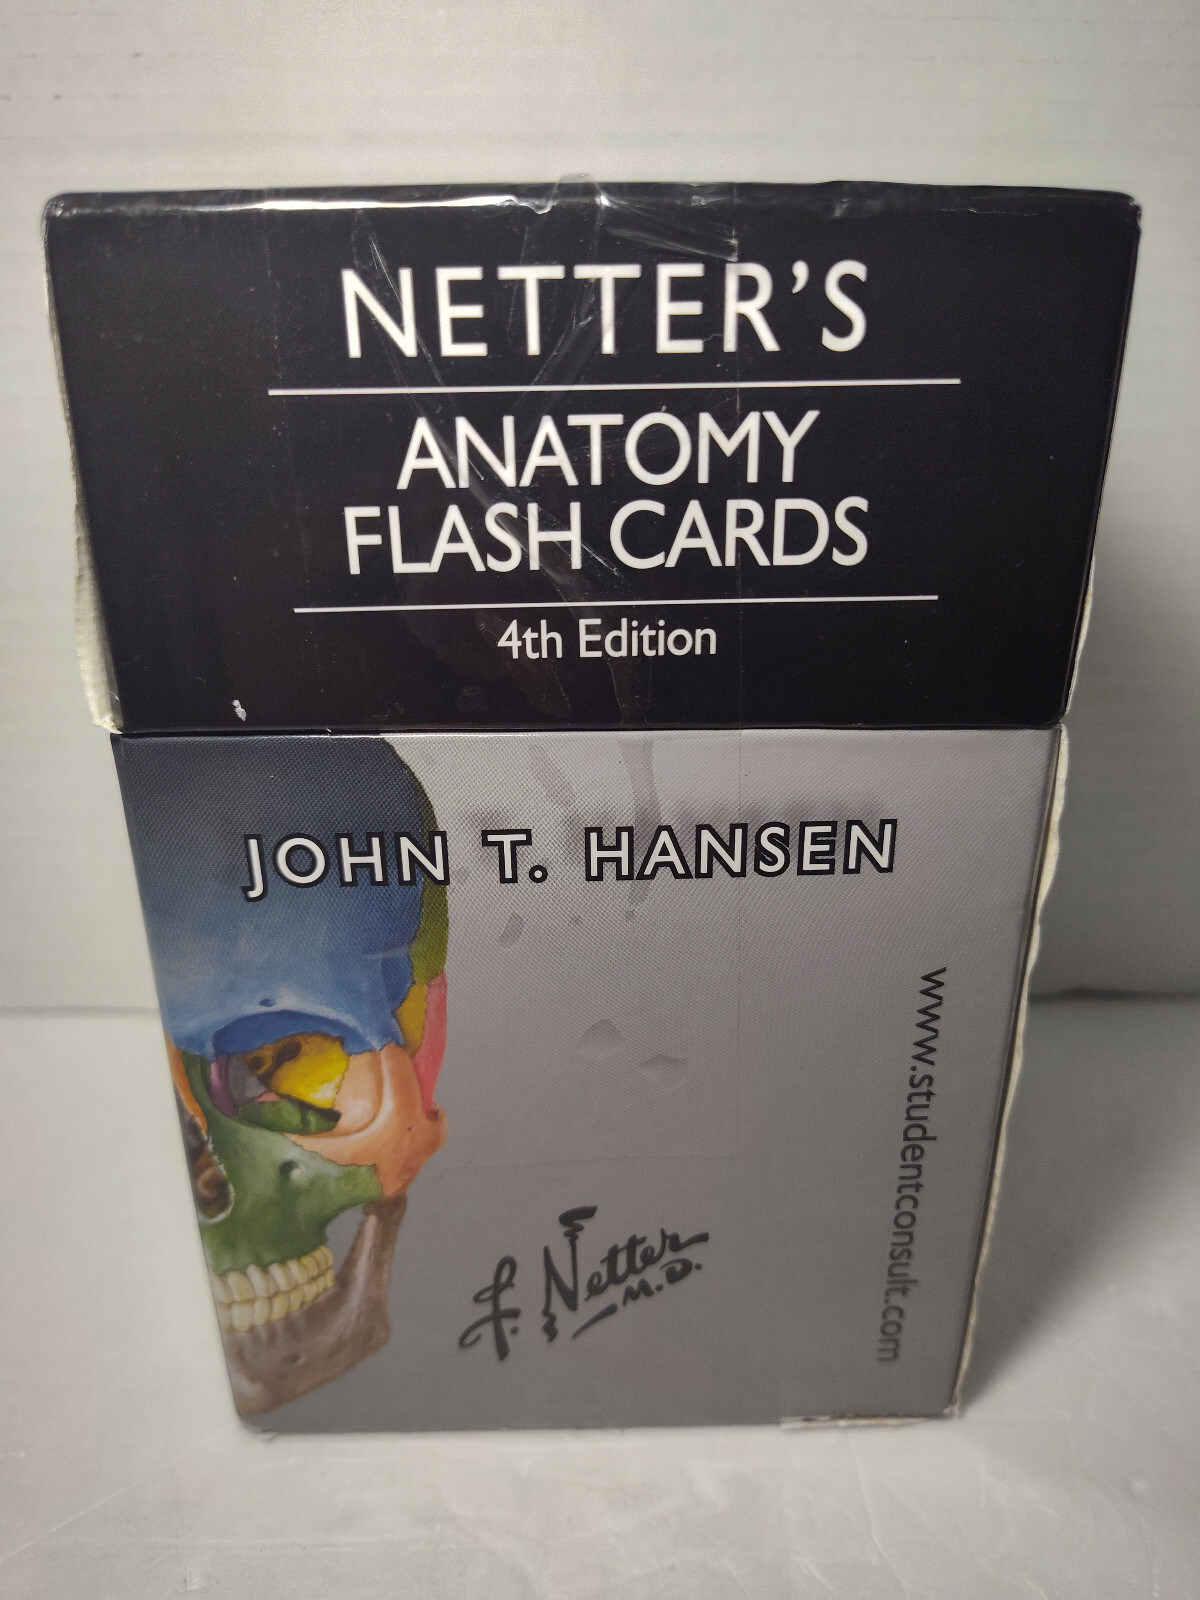 NETTER'S
ANATOMY
FLASH CARDS
4th Edition
JOHN T. HANSEN
www.studentconsult.com
f. Netter
M.D.